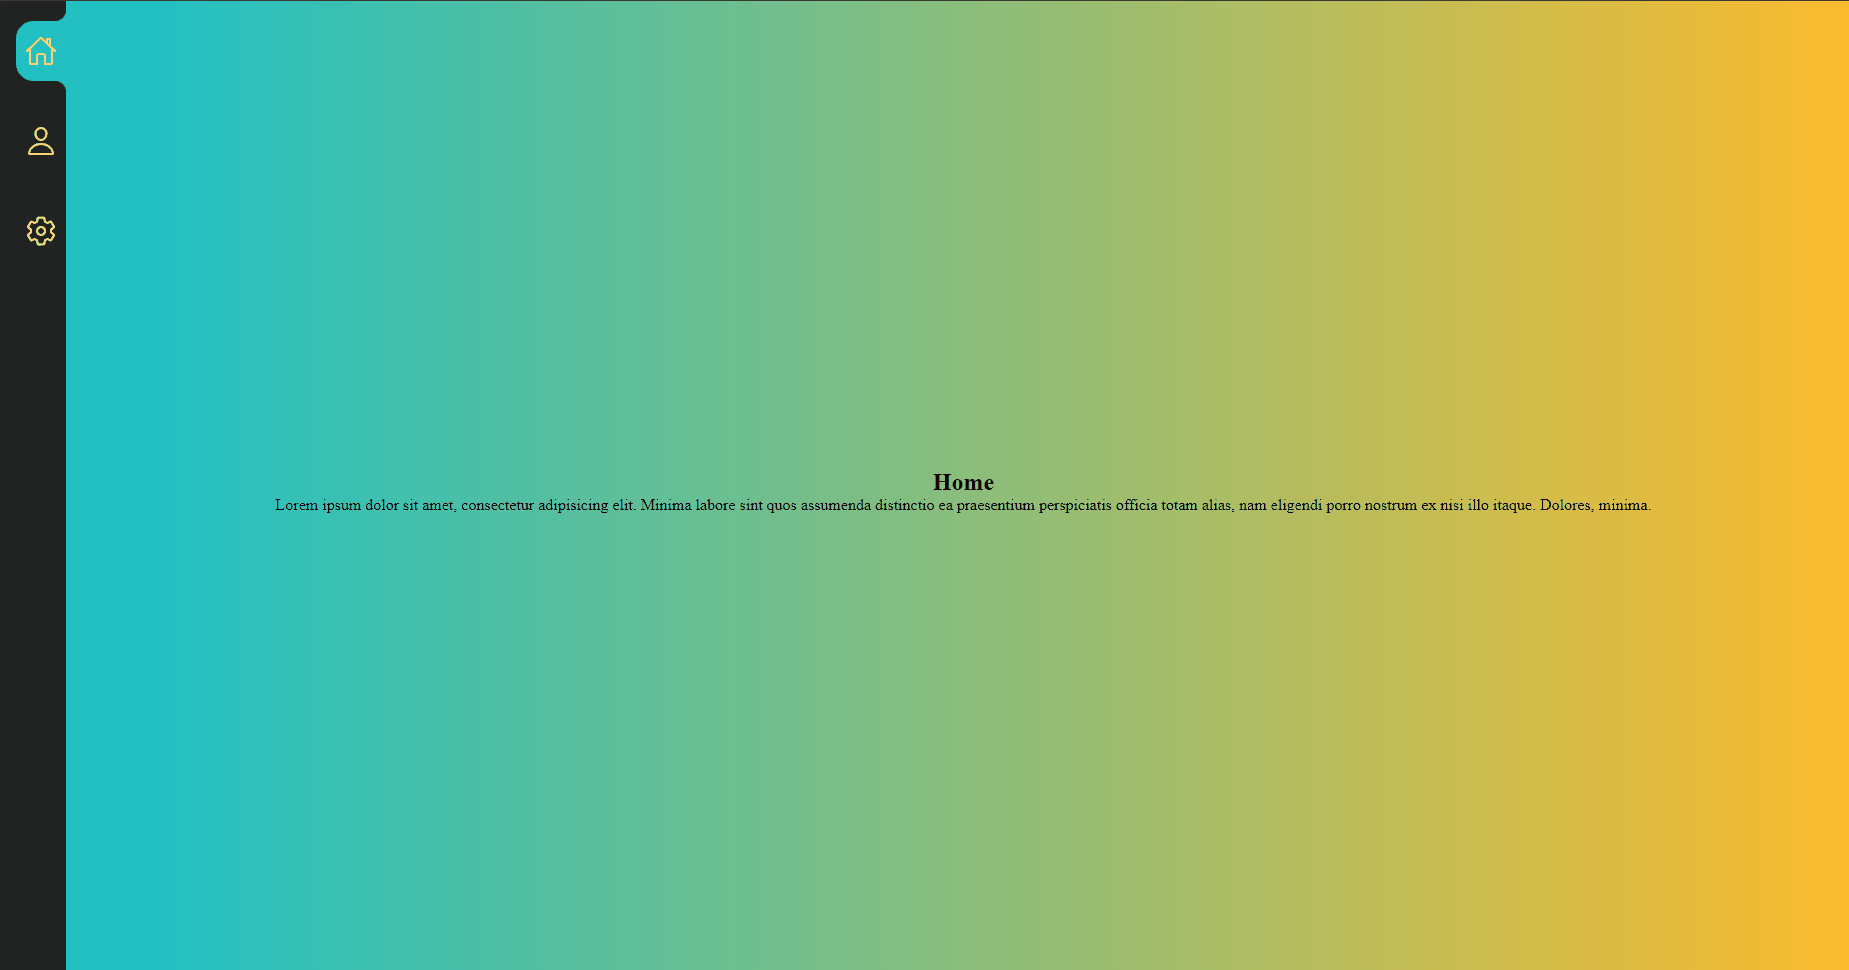 Home
Lorem ipsum dolor sit amet, consectetur adipisicing elit. Minima labore sint quos assumenda distinctio ea praesentium perspiciatis officia totam alias, nam eligendi porro nostrum ex nisi illo itaque. Dolores, minima.